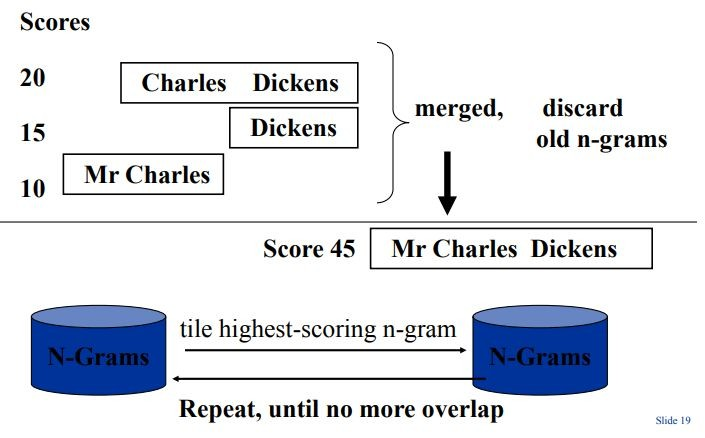 Scores
20 Charles Dickens
15 Dickens
10 Mr Charles
merged, discard
old n-grams
Score 45 Mr Charles Dickens
N-Grams
tile highest-scoring n-gram
N-Grams
Repeat, until no more overlap
Slide 19